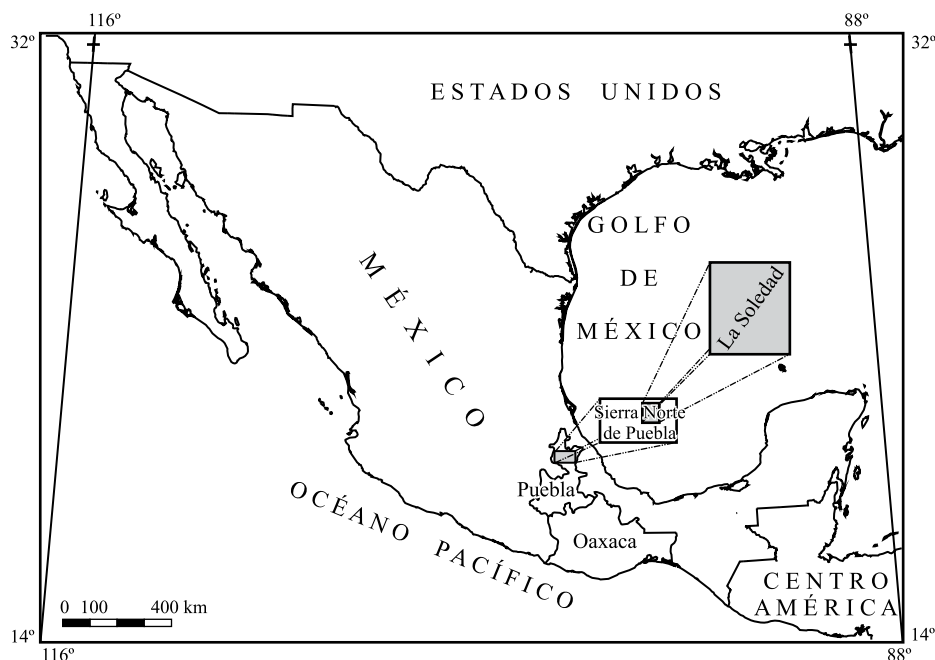 116º
88º
32º
32º
ESTADOS UNIDOS
GOLFO
DE
MÉXICO
MÉXICO
La Soledad
Sierra Norte
de Puebla
Puebla
Oaxaca
OCÉANO PACÍFICO
CENTRO
AMÉRICA
0 100 400 km
14º
14º
116º
88º